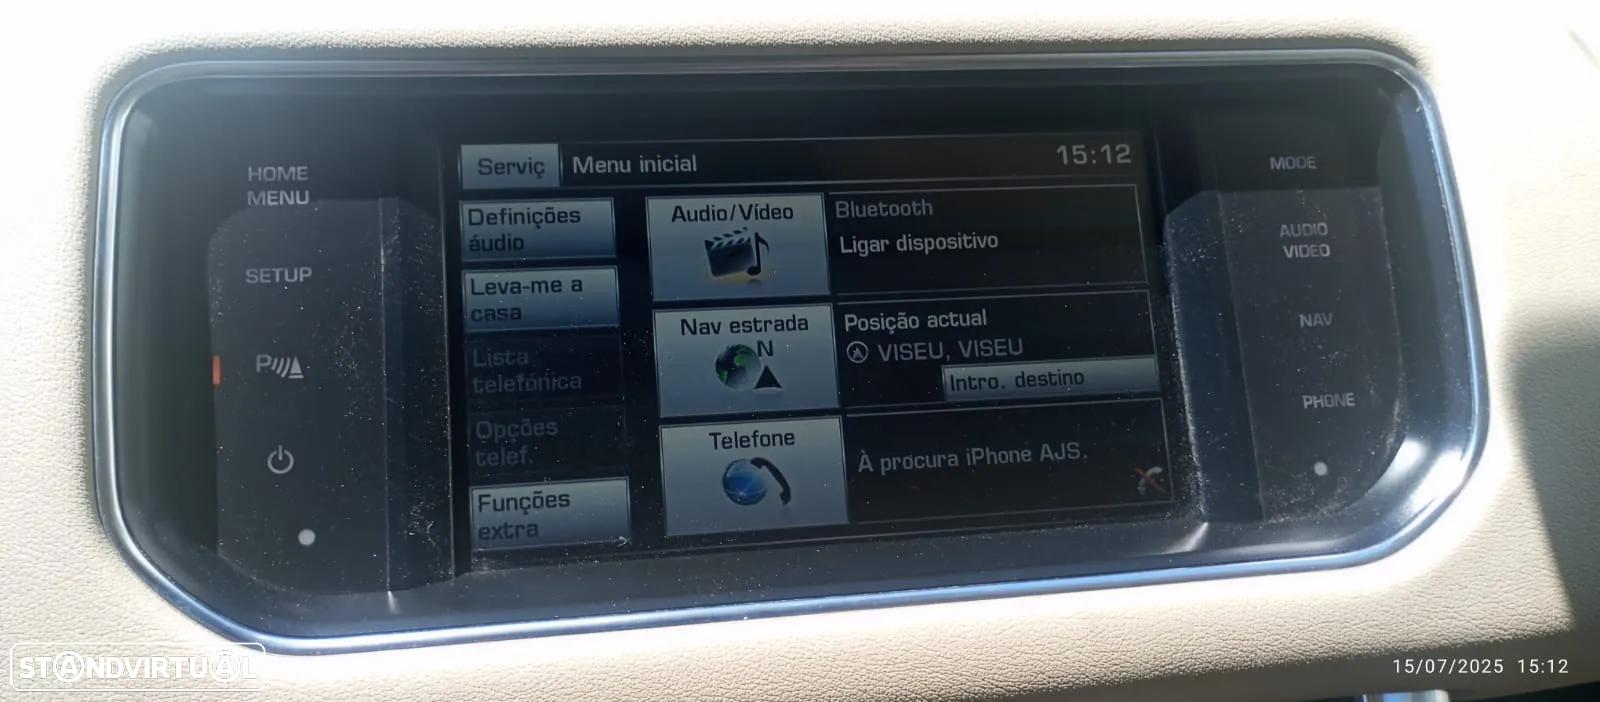 HOME
MENU
SETUP
P
Serviç
Menu inicial
15:12
Definições
áudio
Leva-me a
casa
Lista
telefónica
Opções
telef.
Funções
extra
Audio/Vídeo
Nav estrada
N
Telefone
Bluetooth
Ligar dispositivo
Posição actual
VISEU, VISEU
Intro. destino
À procura iPhone AJS.
MODE
AUDIO
VIDEO
NAV
PHONE
STANDVIRTUAL
15/07/2025 15:12